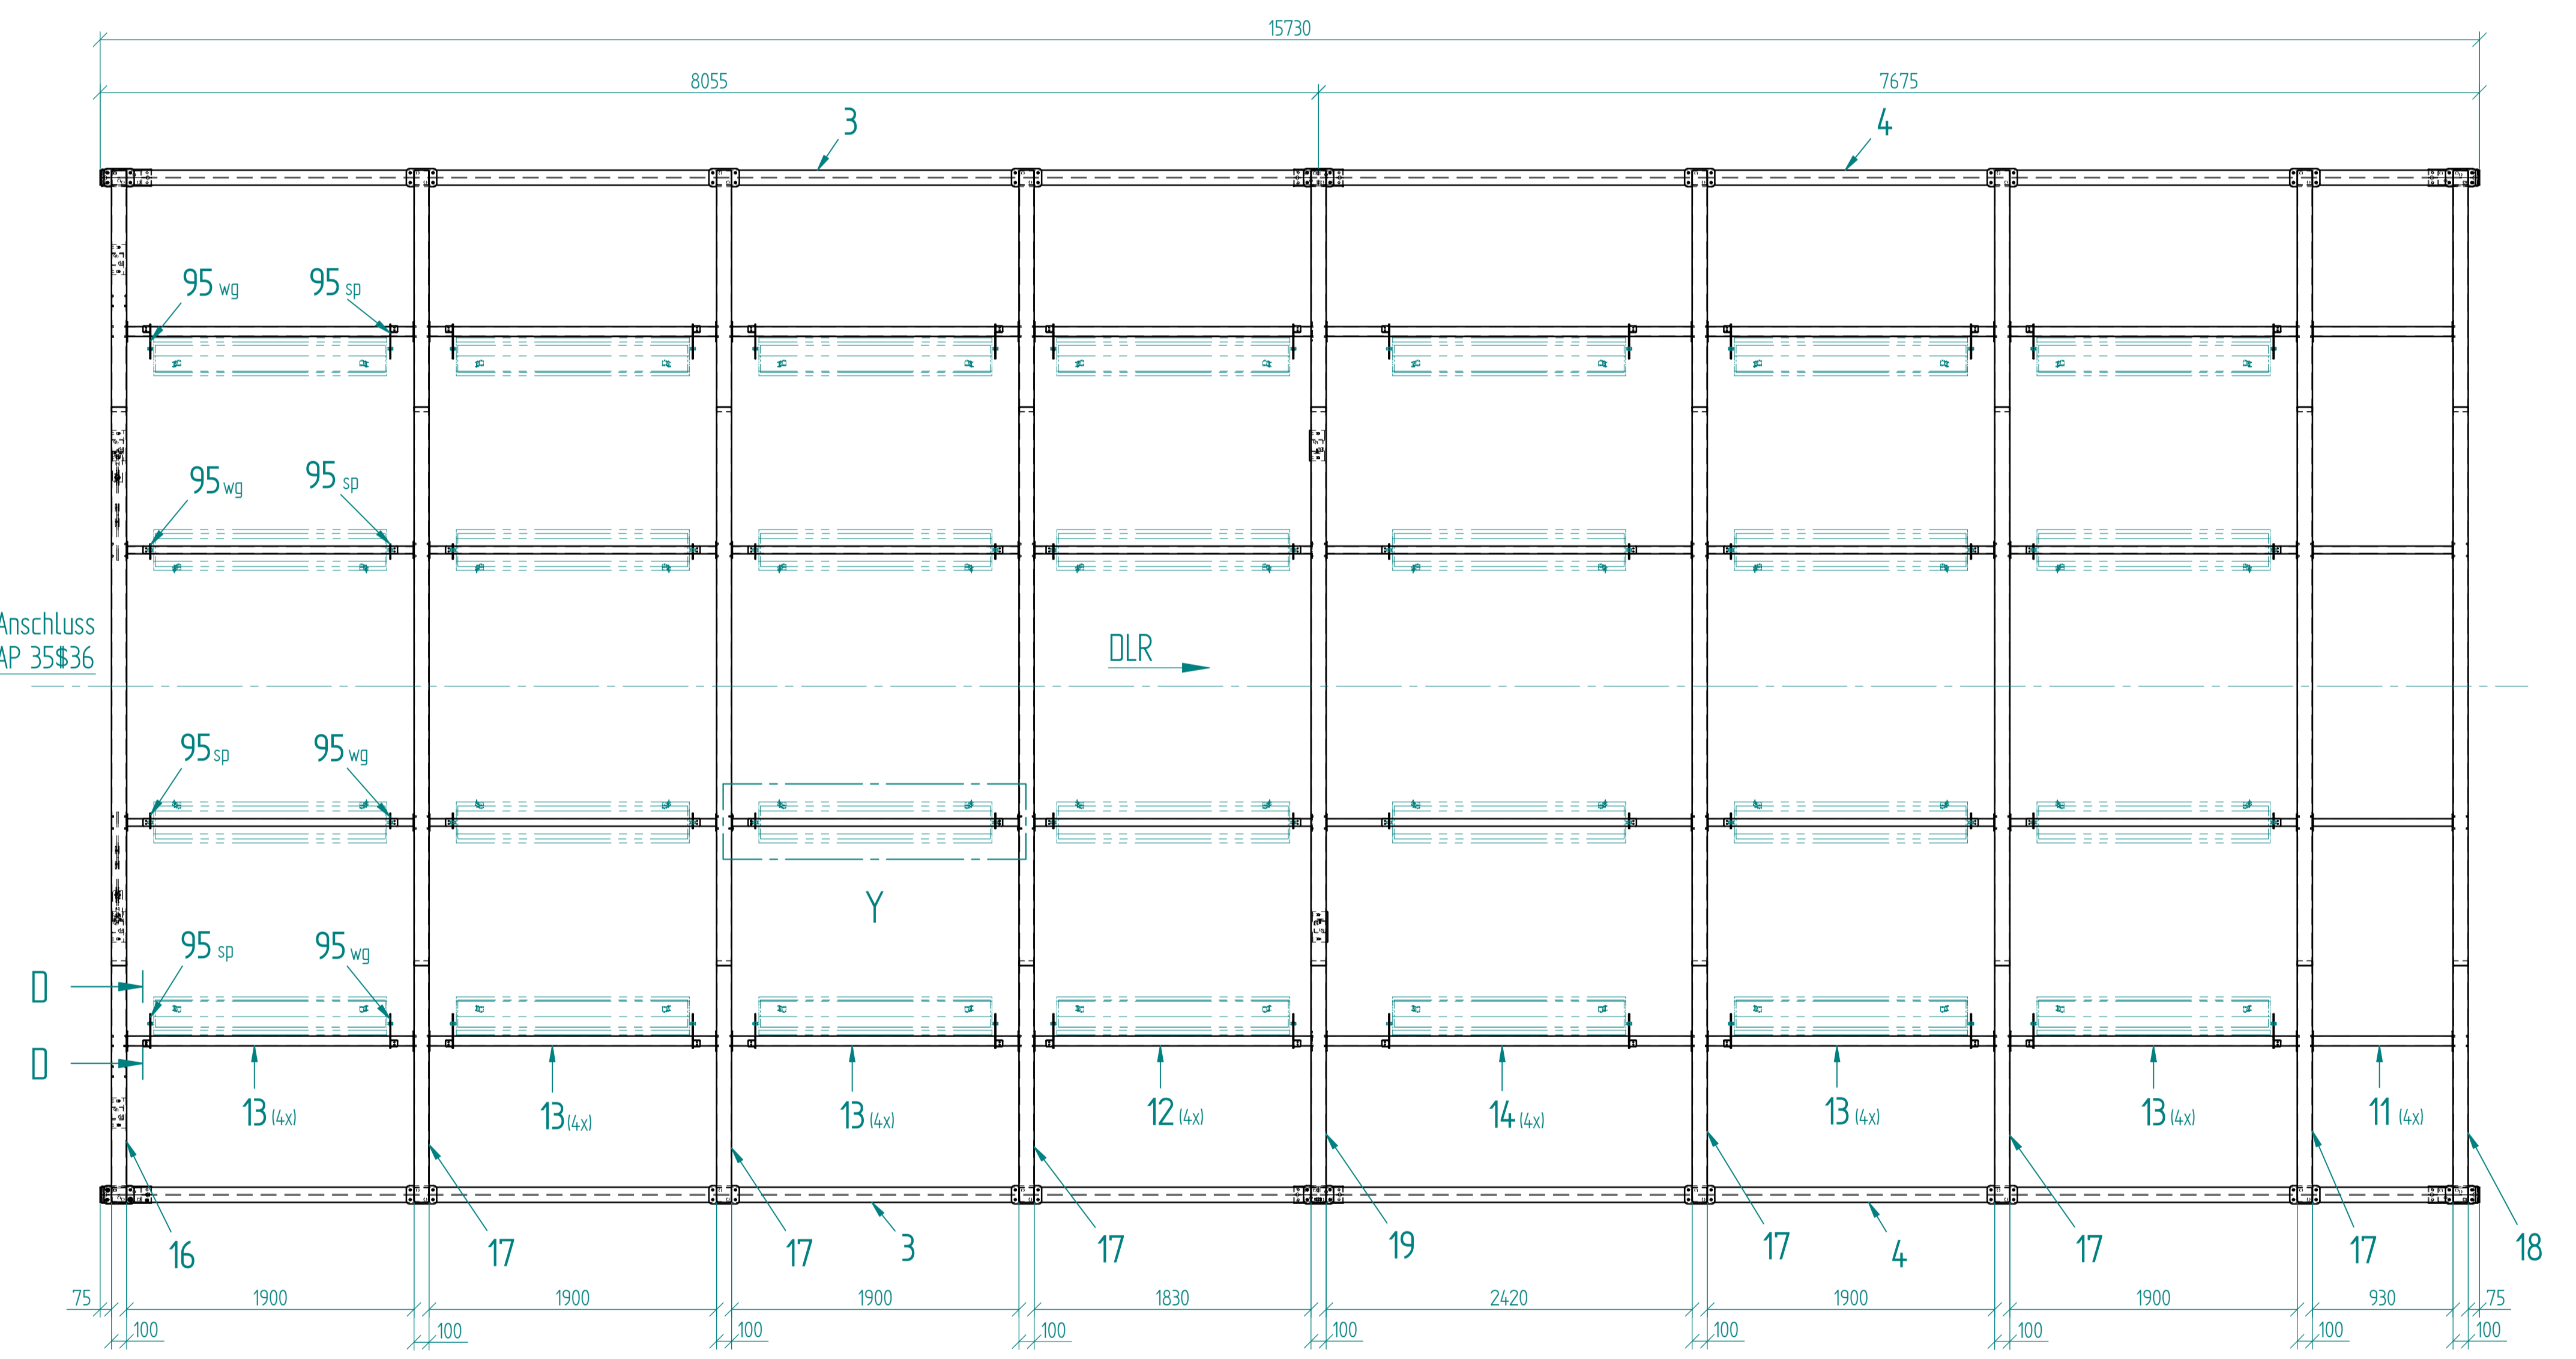 15730
8055 7675
3 4
95 wg 95 sp
95 wg 95 sp
Anschluss
AP 35$36
DLR
95 sp 95 wg
Y
95 sp 95 wg
D
D
13 (4x) 13 (4x) 13 (4x) 12 (4x) 14 (4x) 13 (4x) 13 (4x) 11 (4x)
16 17 17 3 17 19 17 4 17 17 18
75 1900 1900 1900 1830 2420 1900 1900 930 75
100 100 100 100 100 100 100 100 100